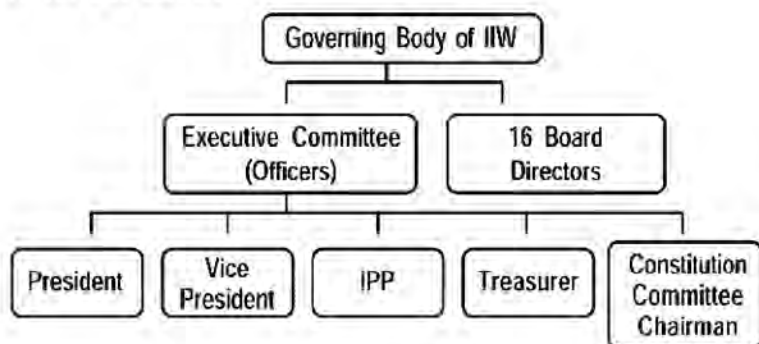 Governing Body of IIW
Executive Committee
(Officers)
16 Board
Directors
President
Vice
President
IPP
Treasurer
Constitution
Committee
Chairman